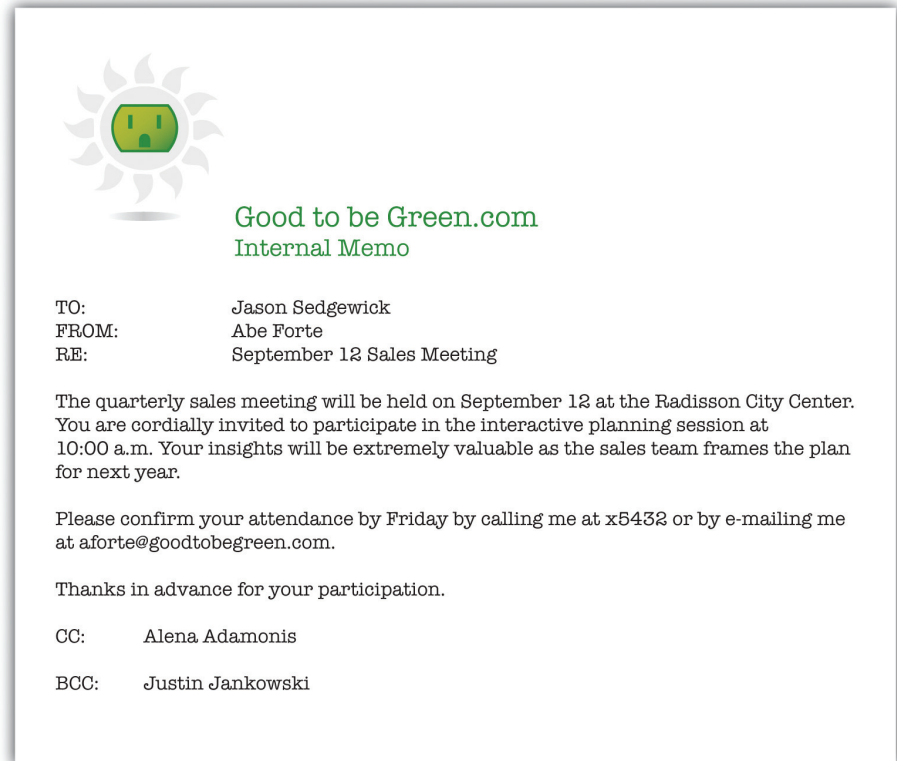 Good to be Green.com
Internal Memo
TO: Jason Sedgewick
FROM: Abe Forte
RE: September 12 Sales Meeting
The quarterly sales meeting will be held on September 12 at the Radisson City Center.
You are cordially invited to participate in the interactive planning session at
10:00 a.m. Your insights will be extremely valuable as the sales team frames the plan
for next year.
Please confirm your attendance by Friday by calling me at x5432 or by e-mailing me
at aforte@goodtobegreen.com.
Thanks in advance for your participation.
CC: Alena Adamonis
BCC: Justin Jankowski